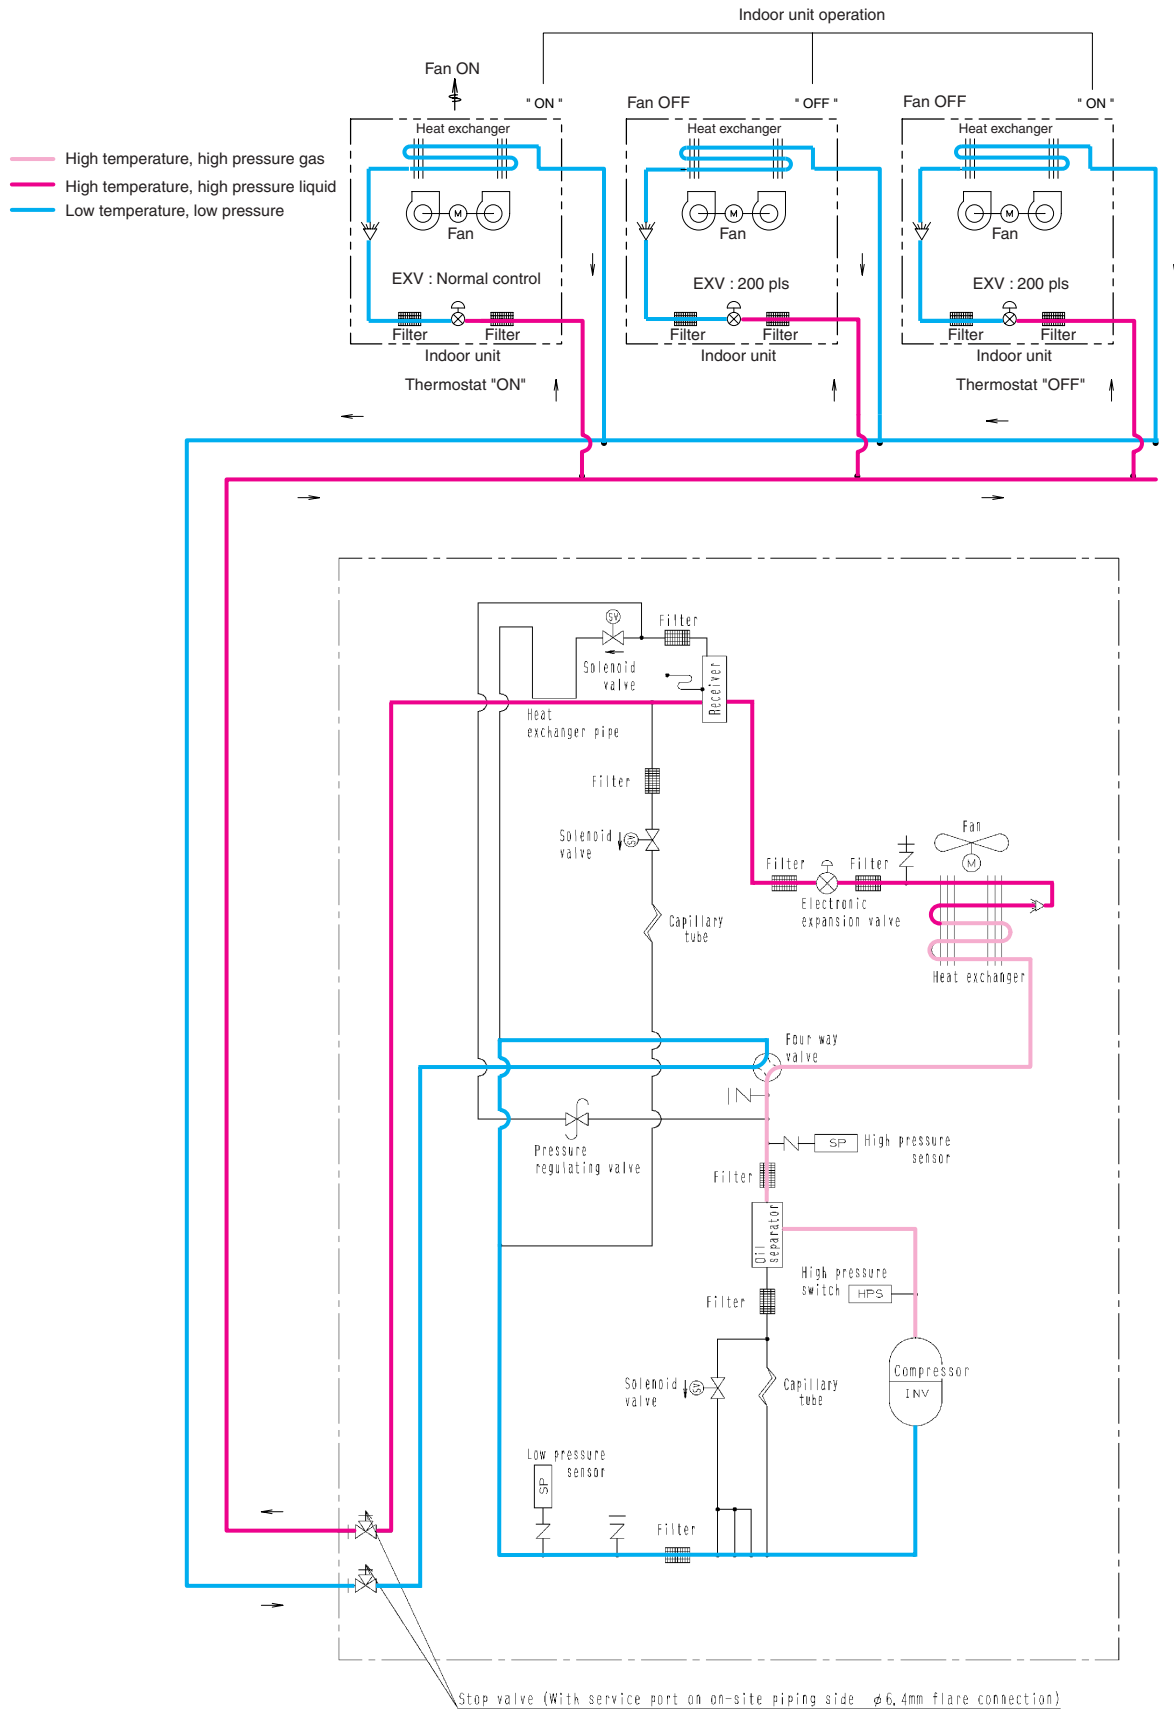 Indoor unit operation
Fan ON
" ON "
Fan OFF
" OFF "
Fan OFF
" ON "
Heat exchanger
Heat exchanger
Heat exchanger
High temperature, high pressure gas
High temperature, high pressure liquid
Low temperature, low pressure
M
M
M
Fan
Fan
Fan
EXV : Normal control
EXV : 200 pls
EXV : 200 pls
Filter
Filter
Filter
Filter
Filter
Filter
Indoor unit
Indoor unit
Indoor unit
Thermostat "ON"
Thermostat "OFF"
SV
Filter
Solenoid
valve
Receiver
Heat
exchanger pipe
Filter
Solenoid
valve
SV
Fan
M
Filter
Filter
Electronic
expansion valve
Capillary
tube
Heat exchanger
Four way
valve
Pressure
regulating valve
SP
High pressure
sensor
Filter
Oil
separator
High pressure
switch
HPS
Filter
Compressor
INV
Solenoid
valve
SV
Capillary
tube
Low pressure
sensor
SP
Filter
Stop valve (With service port on on-site piping side φ6.4mm flare connection)